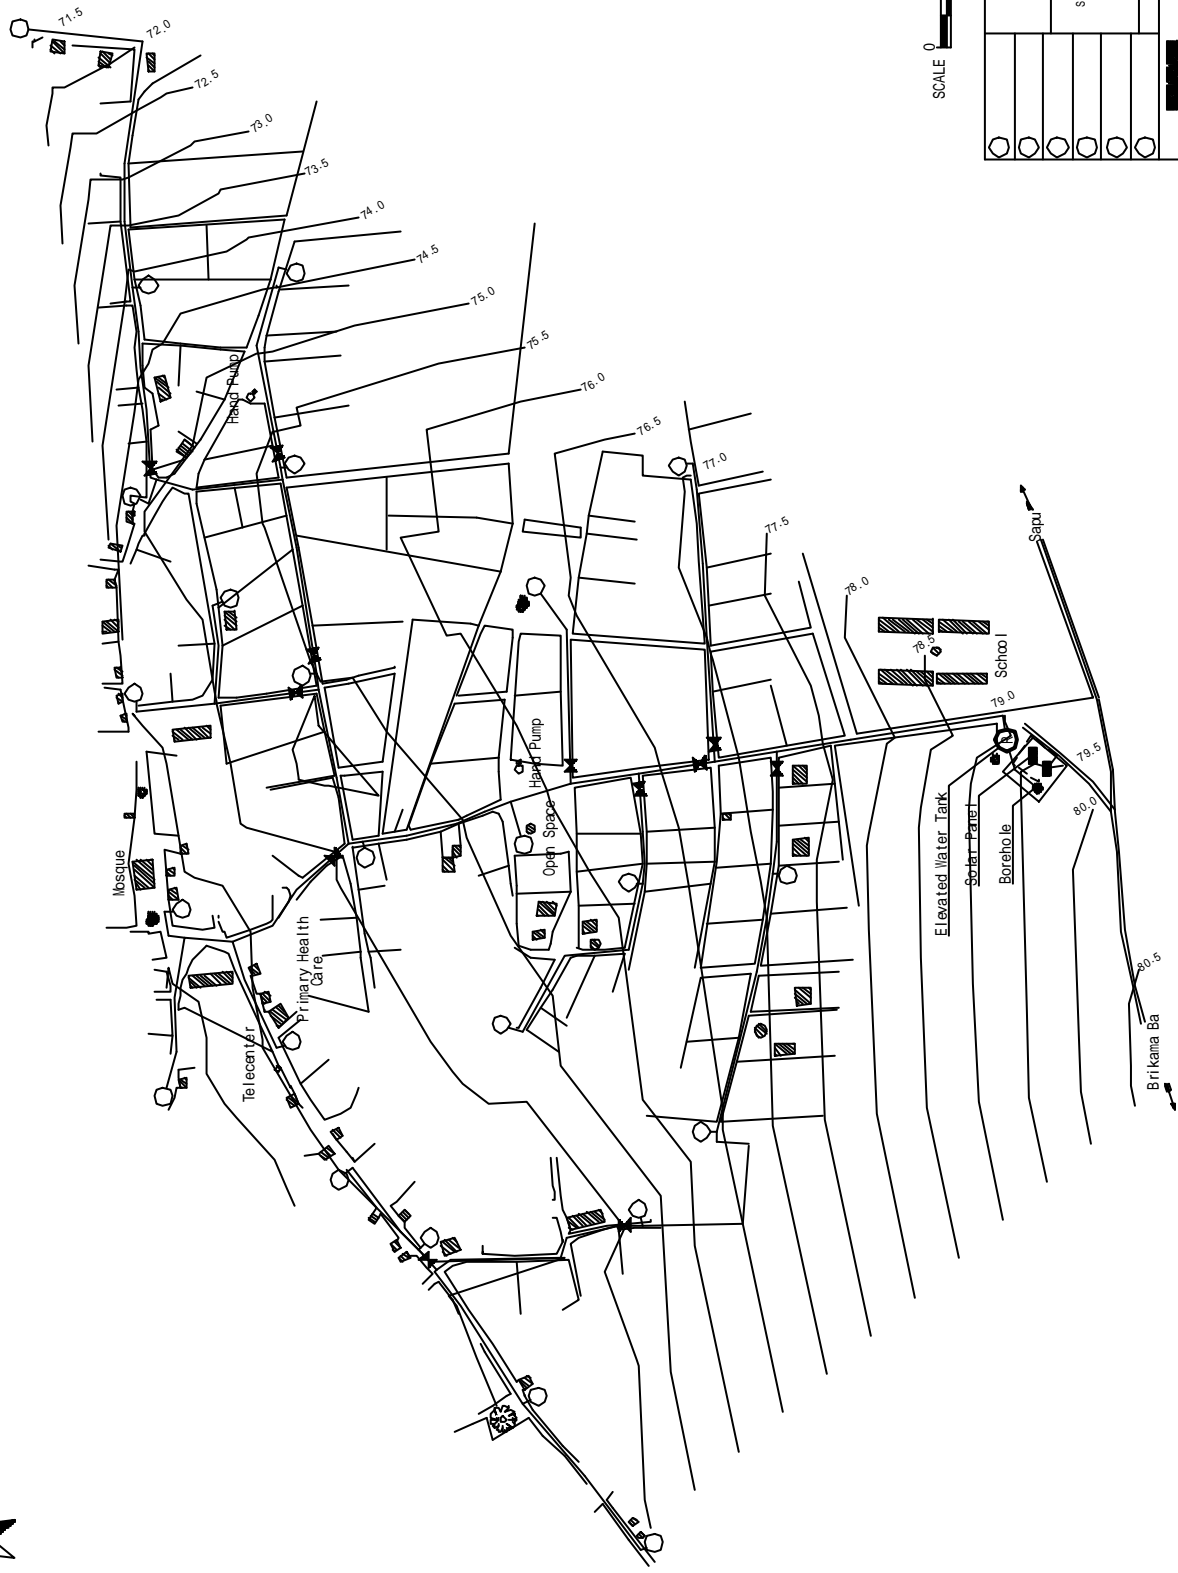 71.5
72.0
72.5
73.0
73.5
74.0
74.5
75.0
75.5
76.0
76.5
77.0
77.5
78.0
78.5
79.0
79.5
80.0
80.5
SCALE 0
S
Hand Pump
Sapu
School
Hand Pump
Open Space
Mosque
Primary Health
Care
Telecenter
Elevated Water Tank
Solar Panel
Borehole
Brikama Ba